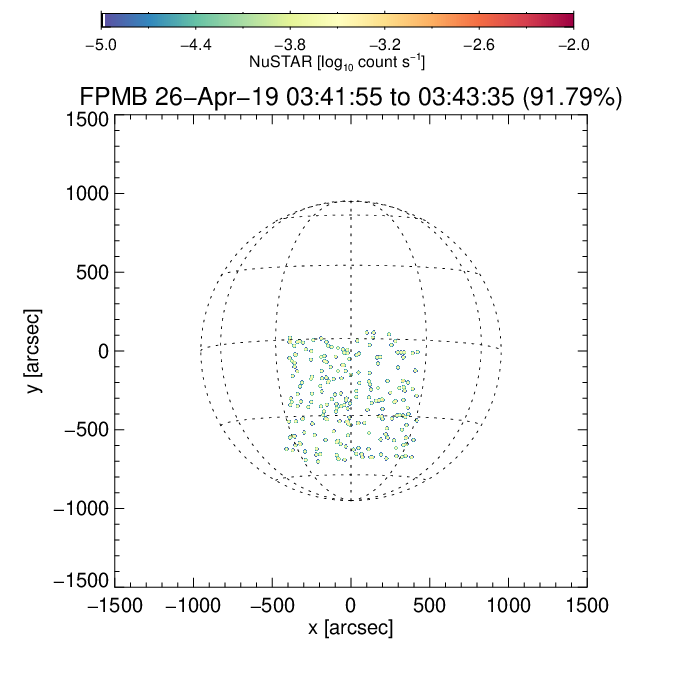 −5.0 −4.4 −3.8 −3.2 −2.6 −2.0
NuSTAR [log₁₀ count s⁻¹]
FPMB 26−Apr−19 03:41:55 to 03:43:35 (91.79%)
1500
1000
500
0
−500
−1000
−1500
y [arcsec]
−1500 −1000 −500 0 500 1000 1500
x [arcsec]